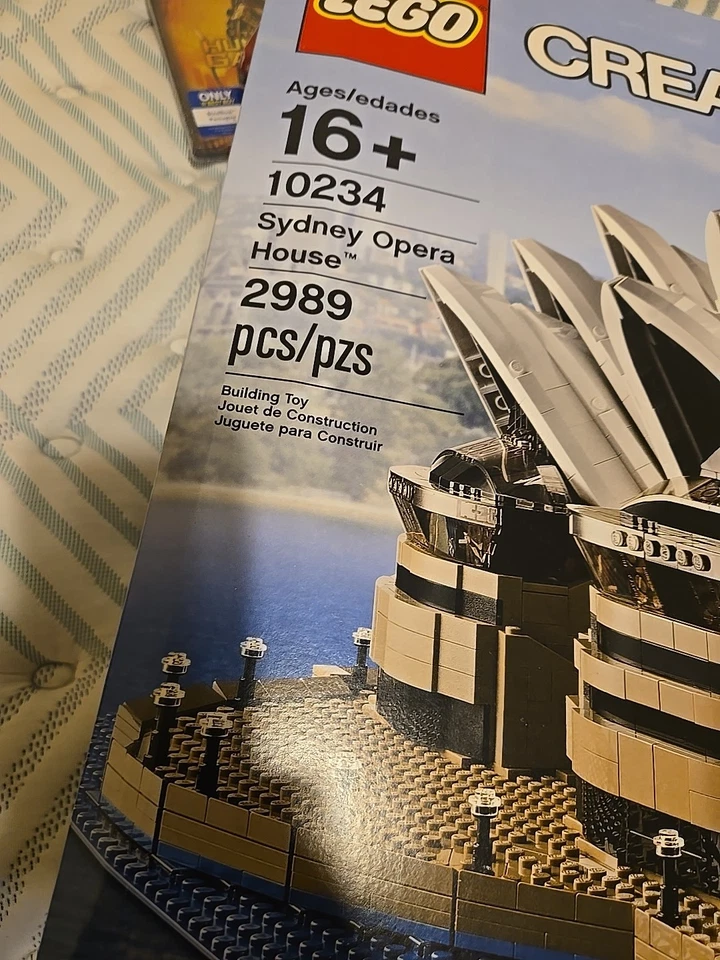 LEGO
CREA
Ages/edades
16+
10234
Sydney Opera
House™
2989
pcs/pzs
Building Toy
Jouet de Construction
Juguete para Construir
ONLY